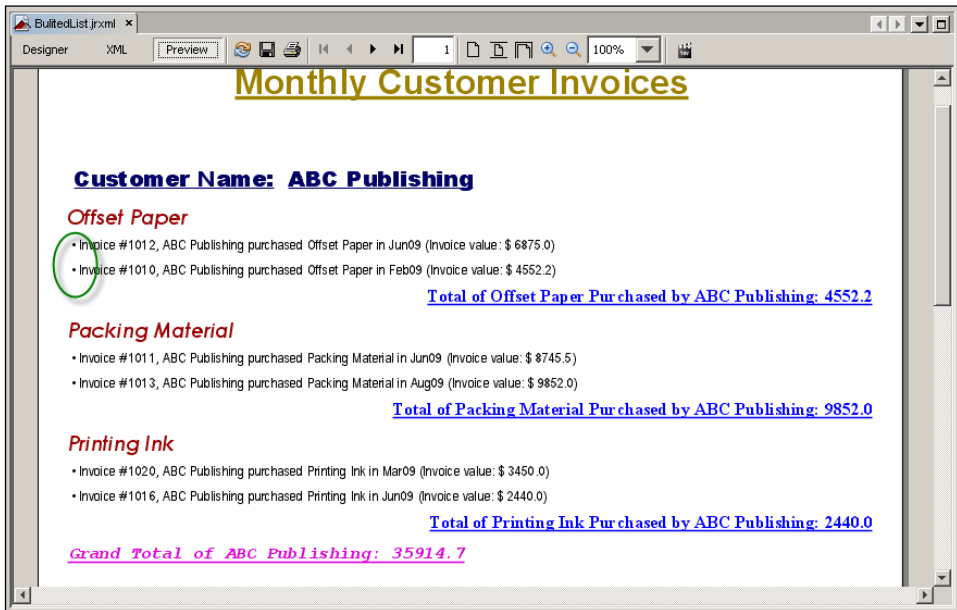 BulitedList.jrxml ×
Designer XML Preview 1 100%
Monthly Customer Invoices
Customer Name: ABC Publishing
Offset Paper
• Invoice #1012, ABC Publishing purchased Offset Paper in Jun09 (Invoice value: $ 6875.0)
• Invoice #1010, ABC Publishing purchased Offset Paper in Feb09 (Invoice value: $ 4552.2)
Total of Offset Paper Purchased by ABC Publishing: 4552.2
Packing Material
• Invoice #1011, ABC Publishing purchased Packing Material in Jun09 (Invoice value: $ 8745.5)
• Invoice #1013, ABC Publishing purchased Packing Material in Aug09 (Invoice value: $ 9852.0)
Total of Packing Material Purchased by ABC Publishing: 9852.0
Printing Ink
• Invoice #1020, ABC Publishing purchased Printing Ink in Mar09 (Invoice value: $ 3450.0)
• Invoice #1016, ABC Publishing purchased Printing Ink in Jun09 (Invoice value: $ 2440.0)
Total of Printing Ink Purchased by ABC Publishing: 2440.0
Grand Total of ABC Publishing: 35914.7